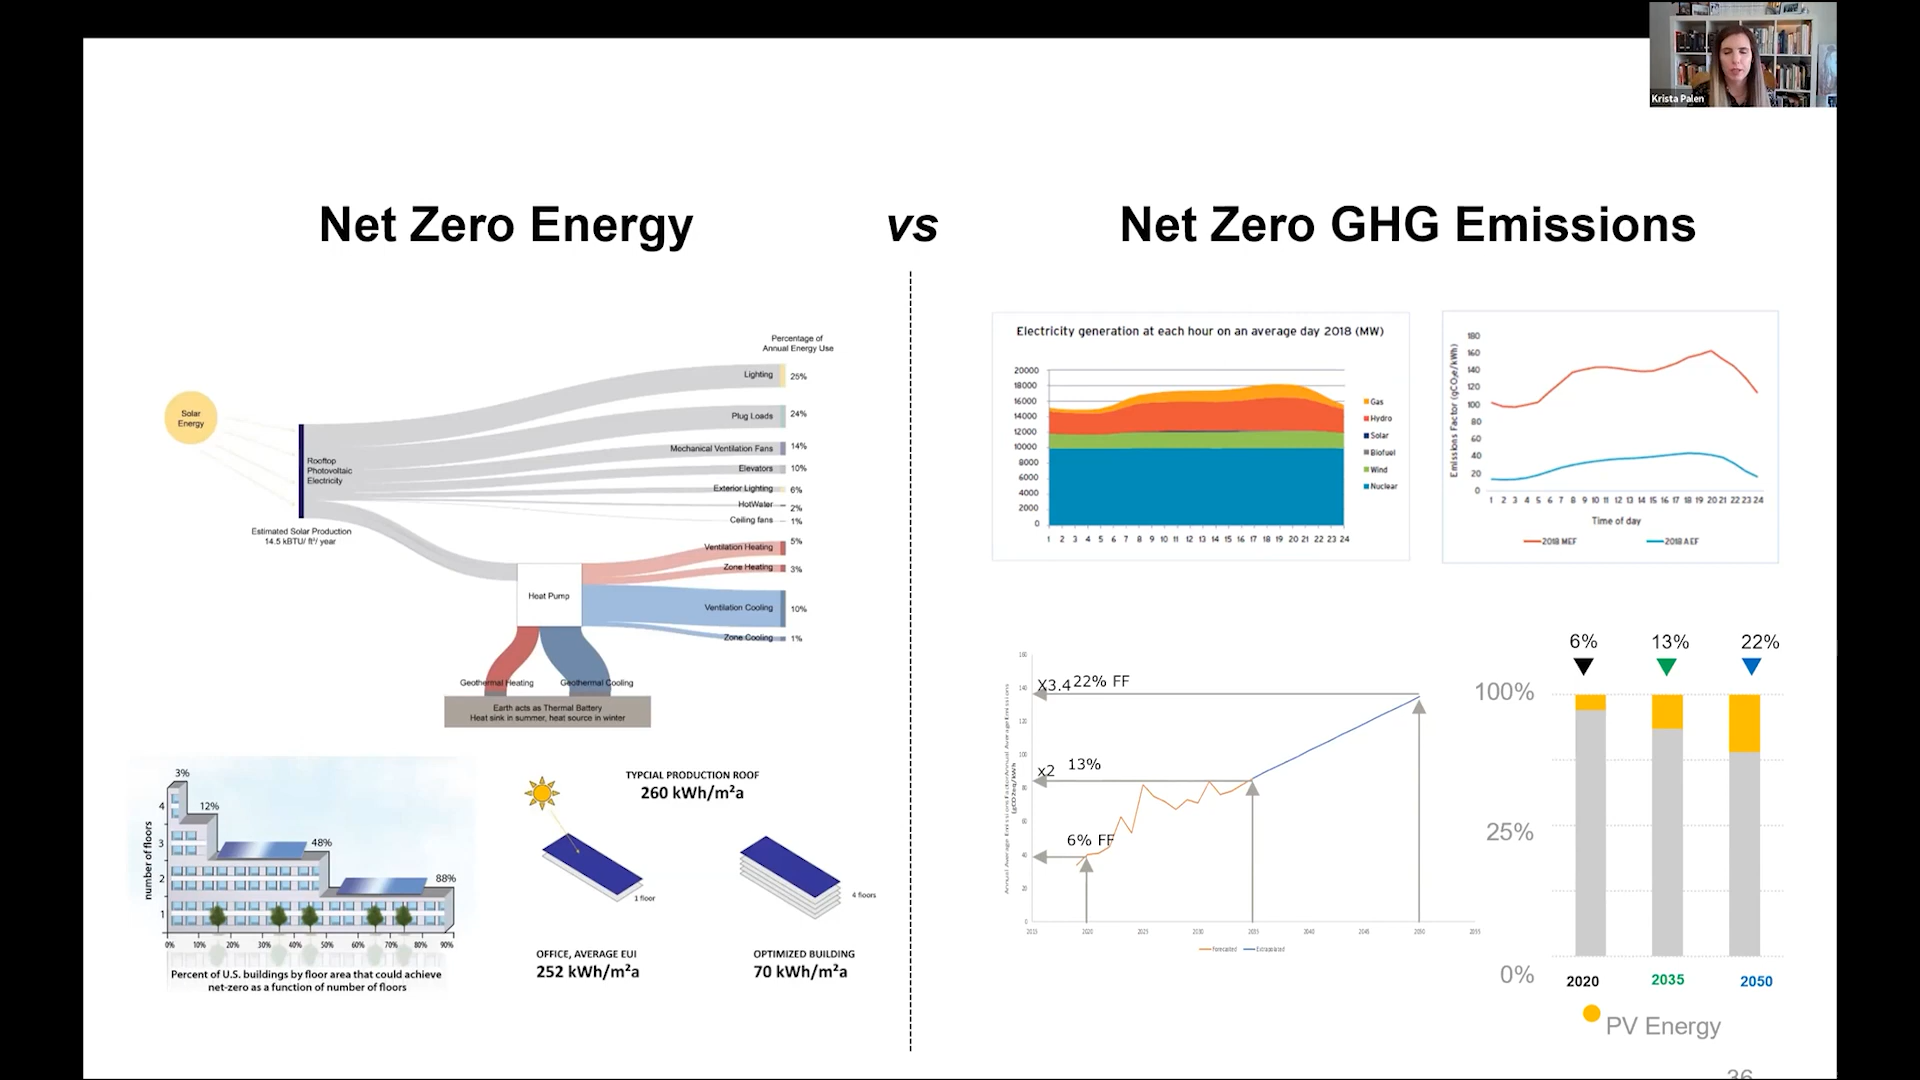 Krista Palen
Net Zero Energy
vs
Net Zero GHG Emissions
Percentage of
Annual Energy Use
Solar
Energy
Rooftop
Photovoltaic
Electricity
Estimated Solar Production
14.5 kBTU/ ft²/ year
Lighting 25%
Plug Loads 24%
Mechanical Ventilation Fans 14%
Elevators 10%
Exterior Lighting 6%
HotWater 2%
Ceiling fans 1%
Ventilation Heating 5%
Zone Heating 3%
Heat Pump
Ventilation Cooling 10%
Zone Cooling 1%
Geothermal Heating Geothermal Cooling
Earth acts as Thermal Battery
Heat sink in summer, heat source in winter
number of floors
4
3
2
1
3%
12%
48%
88%
0% 10% 20% 30% 40% 50% 60% 70% 80% 90%
Percent of U.S. buildings by floor area that could achieve
net-zero as a function of number of floors
TYPCIAL PRODUCTION ROOF
260 kWh/m²a
1 floor
4 floors
OFFICE, AVERAGE EUI
252 kWh/m²a
OPTIMIZED BUILDING
70 kWh/m²a
Electricity generation at each hour on an average day 2018 (MW)
20000
18000
16000
14000
12000
10000
8000
6000
4000
2000
0
1 2 3 4 5 6 7 8 9 10 11 12 13 14 15 16 17 18 19 20 21 22 23 24
Gas
Hydro
Solar
Biofuel
Wind
Nuclear
Emissions Factor (gCO₂e/kWh)
180
160
140
120
100
80
60
40
20
0
1 2 3 4 5 6 7 8 9 10 11 12 13 14 15 16 17 18 19 20 21 22 23 24
Time of day
2018 MEF 2018 AEF
160
140
120
100
80
60
40
20
0
X3.4 22% FF
x2 13%
6% FF
2015 2020 2025 2030 2035 2040 2045 2050
Forecasted Extrapolated
6% 13% 22%
100%
25%
0%
2020 2035 2050
PV Energy
36